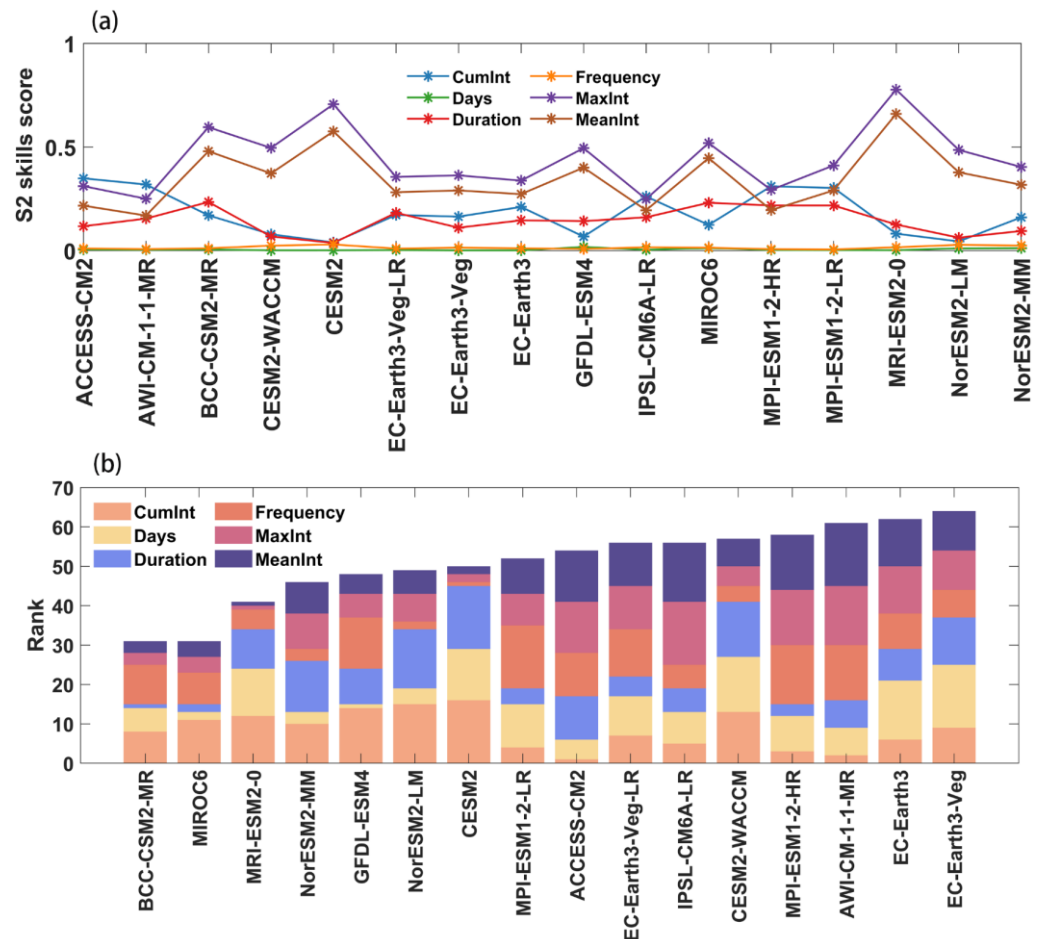 (a)
1
0.5
0
S2 skills score
CumInt
Days
Duration
Frequency
MaxInt
MeanInt
ACCESS-CM2
AWI-CM-1-1-MR
BCC-CSM2-MR
CESM2-WACCM
CESM2
EC-Earth3-Veg-LR
EC-Earth3-Veg
EC-Earth3
GFDL-ESM4
IPSL-CM6A-LR
MIROC6
MPI-ESM1-2-HR
MPI-ESM1-2-LR
MRI-ESM2-0
NorESM2-LM
NorESM2-MM
(b)
70
60
50
40
30
20
10
0
Rank
CumInt
Days
Duration
Frequency
MaxInt
MeanInt
BCC-CSM2-MR
MIROC6
MRI-ESM2-0
NorESM2-MM
GFDL-ESM4
NorESM2-LM
CESM2
MPI-ESM1-2-LR
ACCESS-CM2
EC-Earth3-Veg-LR
IPSL-CM6A-LR
CESM2-WACCM
MPI-ESM1-2-HR
AWI-CM-1-1-MR
EC-Earth3
EC-Earth3-Veg